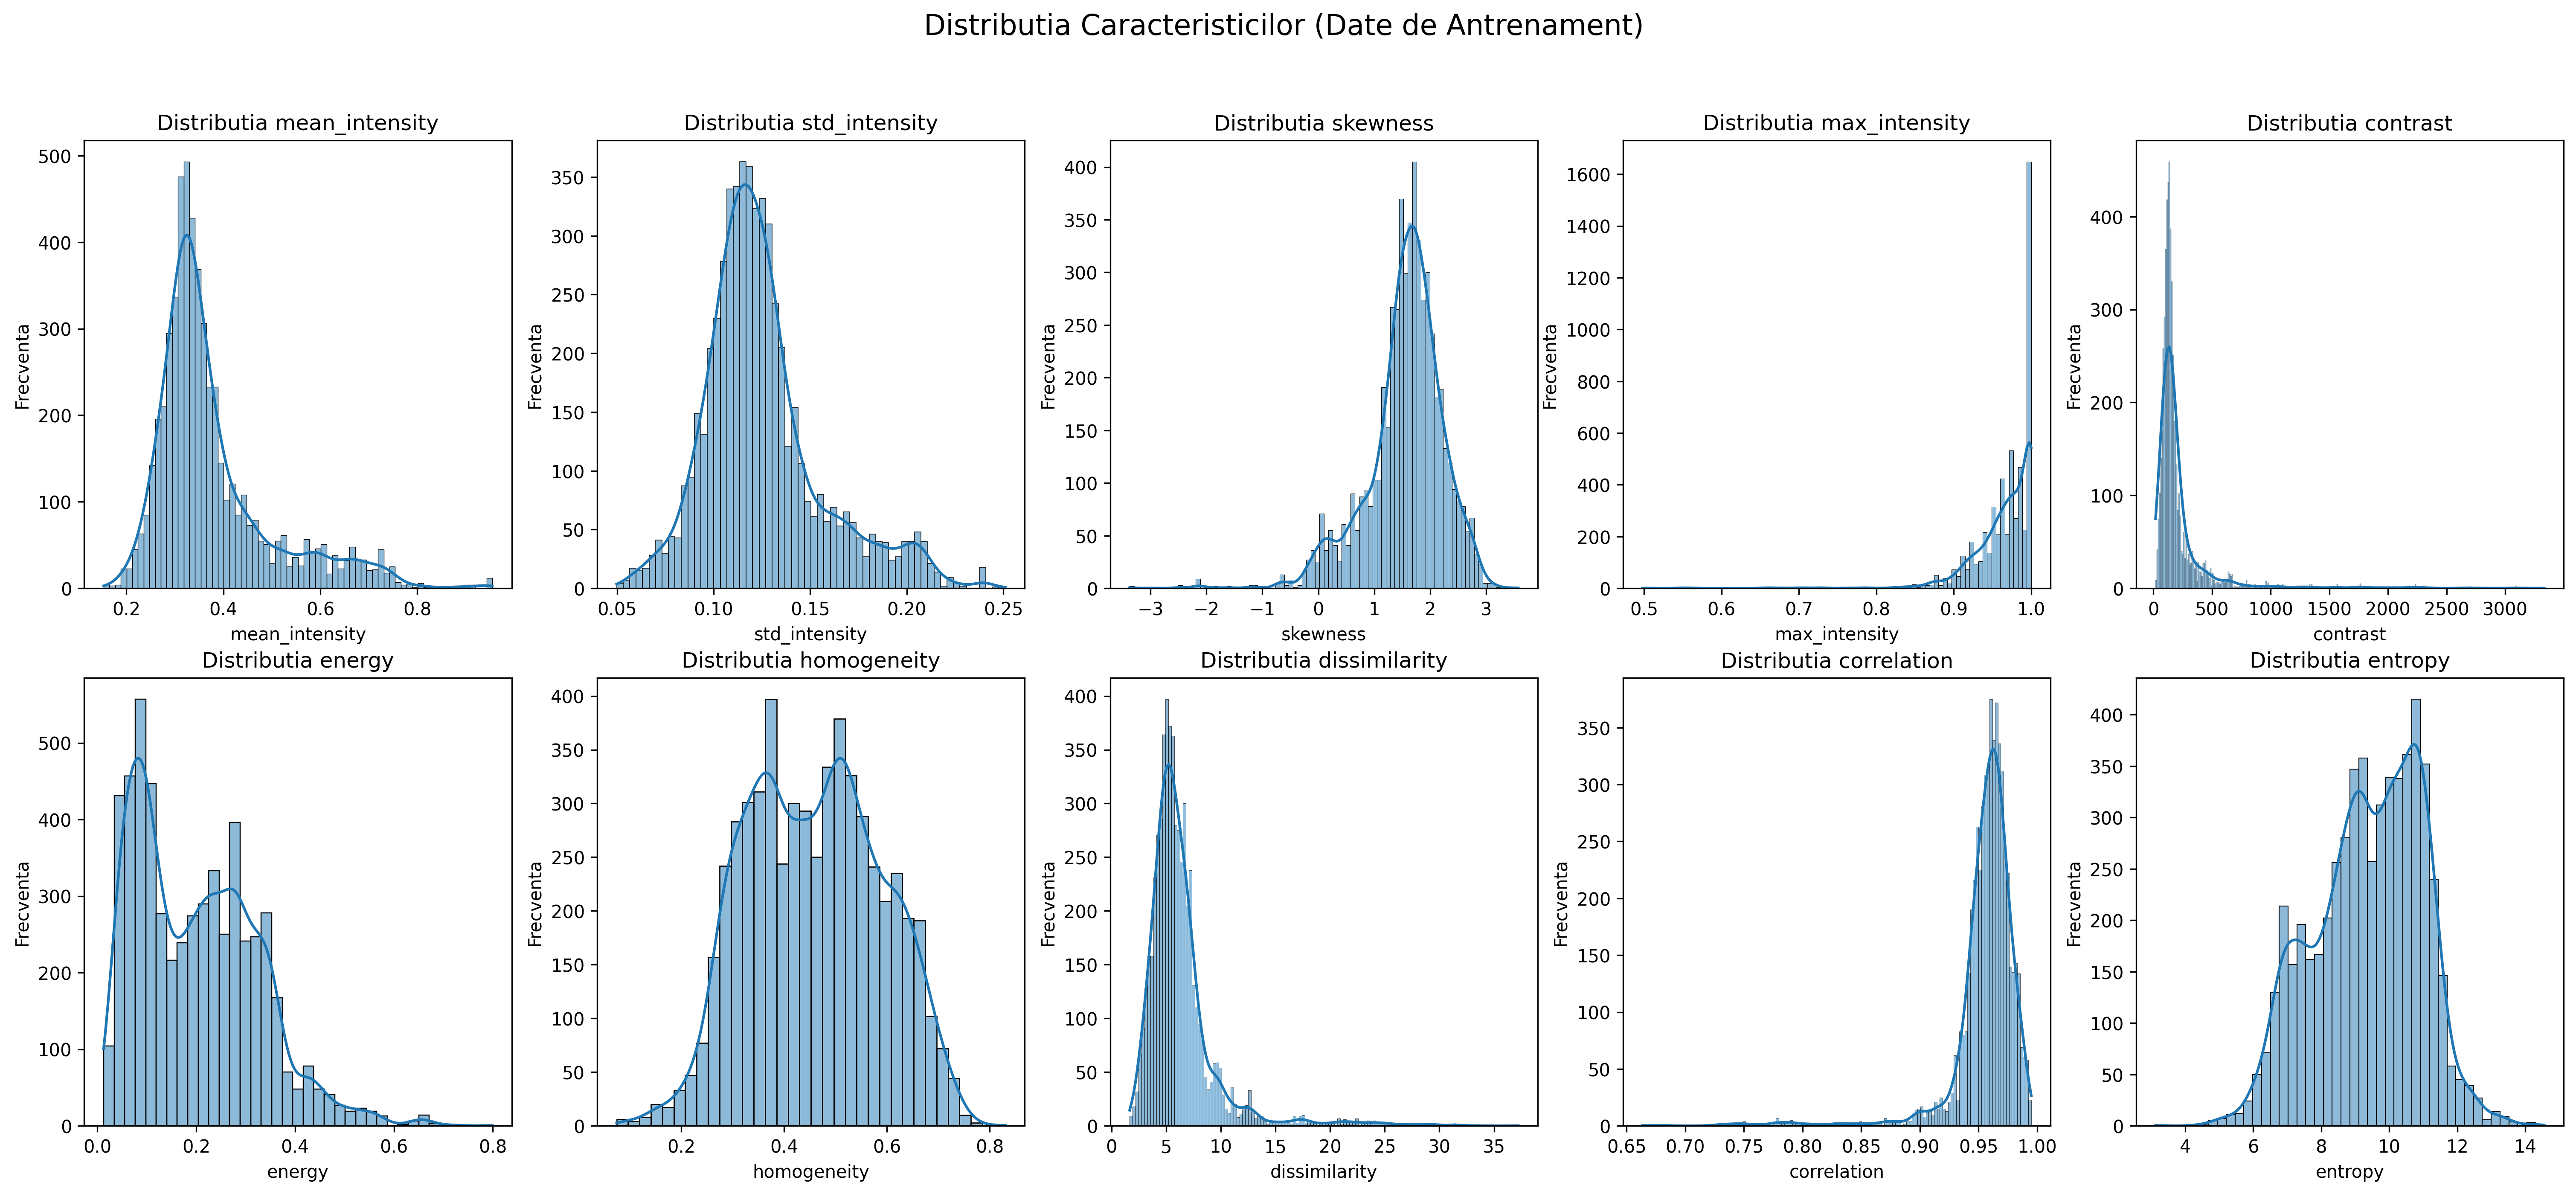 Distributia Caracteristicilor (Date de Antrenament)
Distributia mean_intensity
Frecventa
500
400
300
200
100
0
0.2 0.4 0.6 0.8
mean_intensity
Distributia std_intensity
Frecventa
350
300
250
200
150
100
50
0
0.05 0.10 0.15 0.20 0.25
std_intensity
Distributia skewness
Frecventa
400
350
300
250
200
150
100
50
0
−3 −2 −1 0 1 2 3
skewness
Distributia max_intensity
Frecventa
1600
1400
1200
1000
800
600
400
200
0
0.5 0.6 0.7 0.8 0.9 1.0
max_intensity
Distributia contrast
Frecventa
400
300
200
100
0
0 500 1000 1500 2000 2500 3000
contrast
Distributia energy
Frecventa
500
400
300
200
100
0
0.0 0.2 0.4 0.6 0.8
energy
Distributia homogeneity
Frecventa
400
350
300
250
200
150
100
50
0
0.2 0.4 0.6 0.8
homogeneity
Distributia dissimilarity
Frecventa
400
350
300
250
200
150
100
50
0
0 5 10 15 20 25 30 35
dissimilarity
Distributia correlation
Frecventa
350
300
250
200
150
100
50
0
0.65 0.70 0.75 0.80 0.85 0.90 0.95 1.00
correlation
Distributia entropy
Frecventa
400
350
300
250
200
150
100
50
0
4 6 8 10 12 14
entropy